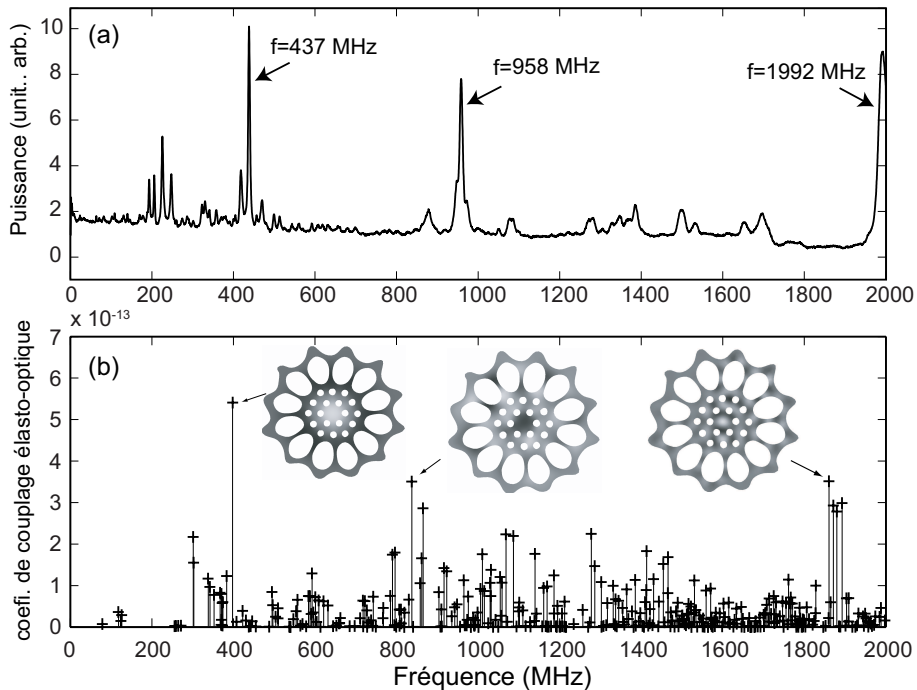 (a)
f=437 MHz
f=958 MHz
f=1992 MHz
Puissance (unit.. arb.)
10
8
6
4
2
0
0 200 400 600 800 1000 1200 1400 1600 1800 2000
x 10-13
(b)
coefi. de couplage élasto-optique
7
6
5
4
3
2
1
0
0 200 400 600 800 1000 1200 1400 1600 1800 2000
Fréquence (MHz)